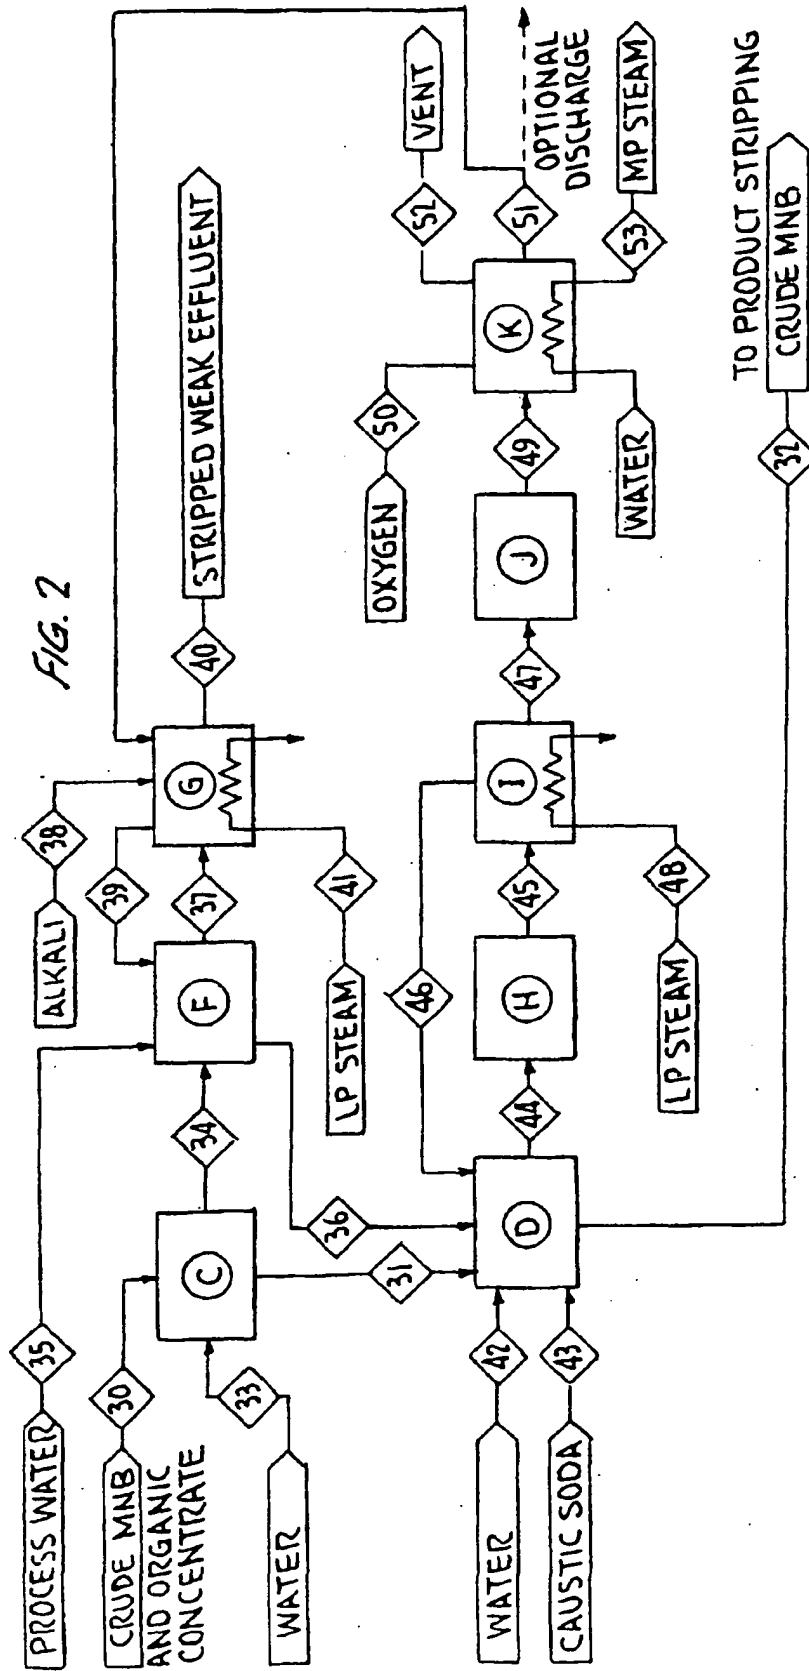 FIG. 2
PROCESS WATER
35
CRUDE MNB
AND ORGANIC
CONCENTRATE
30
WATER
33
C
34
31
36
F
37
39
ALKALI
38
G
40
STRIPPED WEAK EFFLUENT
LP STEAM
41
WATER
42
CAUSTIC SODA
43
D
44
H
45
46
I
47
LP STEAM
48
J
49
OXYGEN
50
K
WATER
52
VENT
51
OPTIONAL
DISCHARGE
53
MP STEAM
32
TO PRODUCT STRIPPING
CRUDE MNB